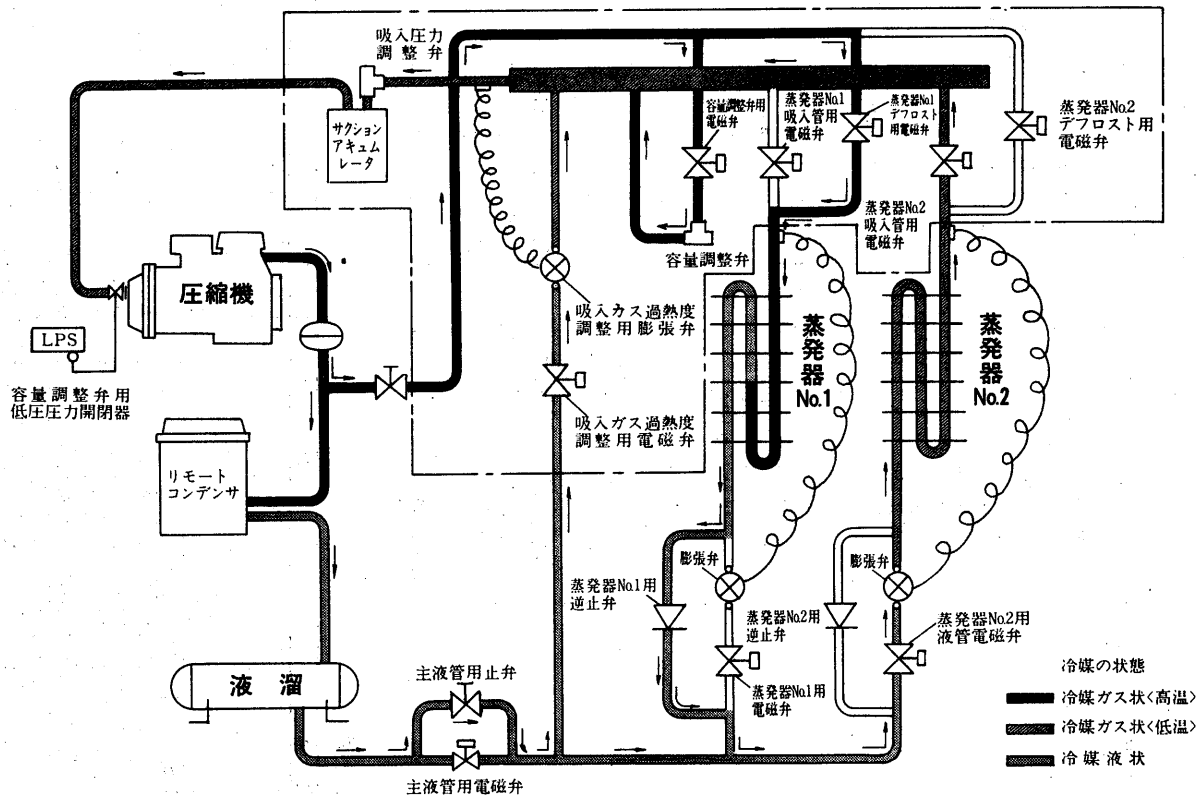 吸入圧力
調整弁
サクション
アキュム
レータ
容量調整弁用
電磁弁
蒸発器No.1
吸入管用
電磁弁
蒸発器No.1
デフロスト
用電磁弁
蒸発器No.2
デフロスト用
電磁弁
蒸発器No.2
吸入管用
電磁弁
容量調整弁
圧縮機
LPS
容量調整弁用
低圧圧力開閉器
吸入ガス過熱度
調整用膨張弁
吸入ガス過熱度
調整用電磁弁
蒸発器
No.1
蒸発器
No.2
リモート
コンデンサ
膨張弁
膨張弁
蒸発器No.1用
逆止弁
蒸発器No.2用
逆止弁
蒸発器No.2用
液管電磁弁
蒸発器No.1用
電磁弁
液溜
主液管用止弁
主液管用電磁弁
冷媒の状態
冷媒ガス状<高温>
冷媒ガス状<低温>
冷媒液状